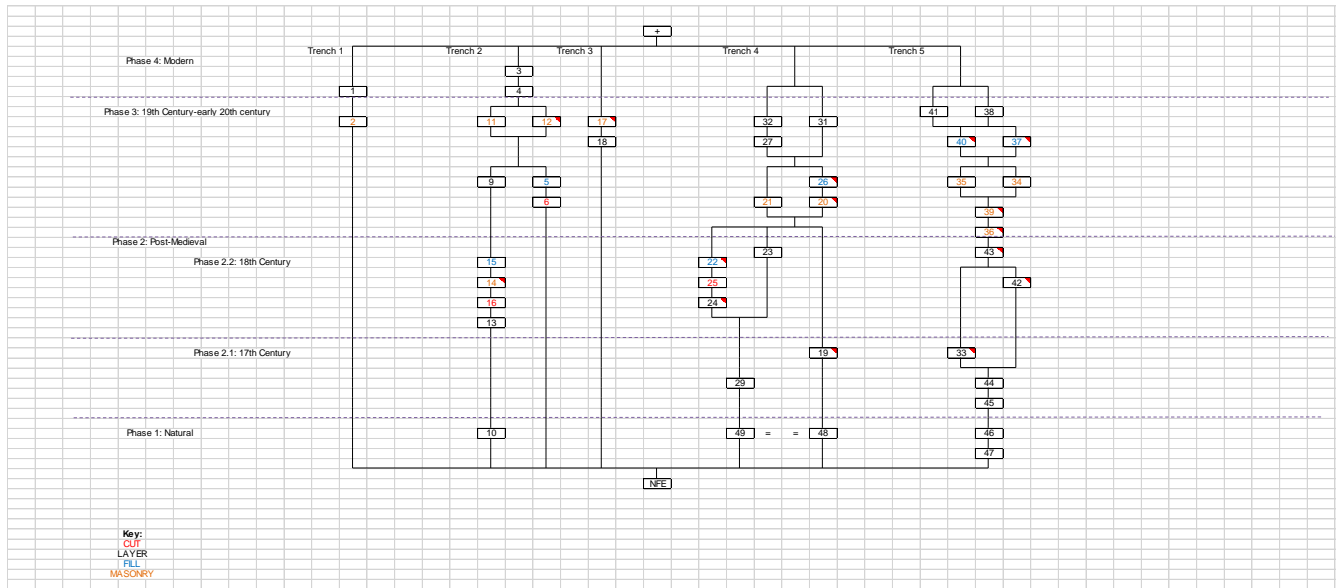 +
Trench 1 Trench 2 Trench 3 Trench 4 Trench 5
Phase 4: Modern
3
1 4
Phase 3: 19th Century-early 20th century
41 38
2 11 12 17 32 31
18 27 40 37
9 5 26 35 34
6 21 20
39
36
Phase 2: Post-Medieval
23 43
Phase 2.2: 18th Century
15 22
14 25 42
16 24
13
Phase 2.1: 17th Century
19 33
29 44
45
Phase 1: Natural
10 49 = = 48 46
47
NFE
Key:
CUT
LAYER
FILL
MASONRY